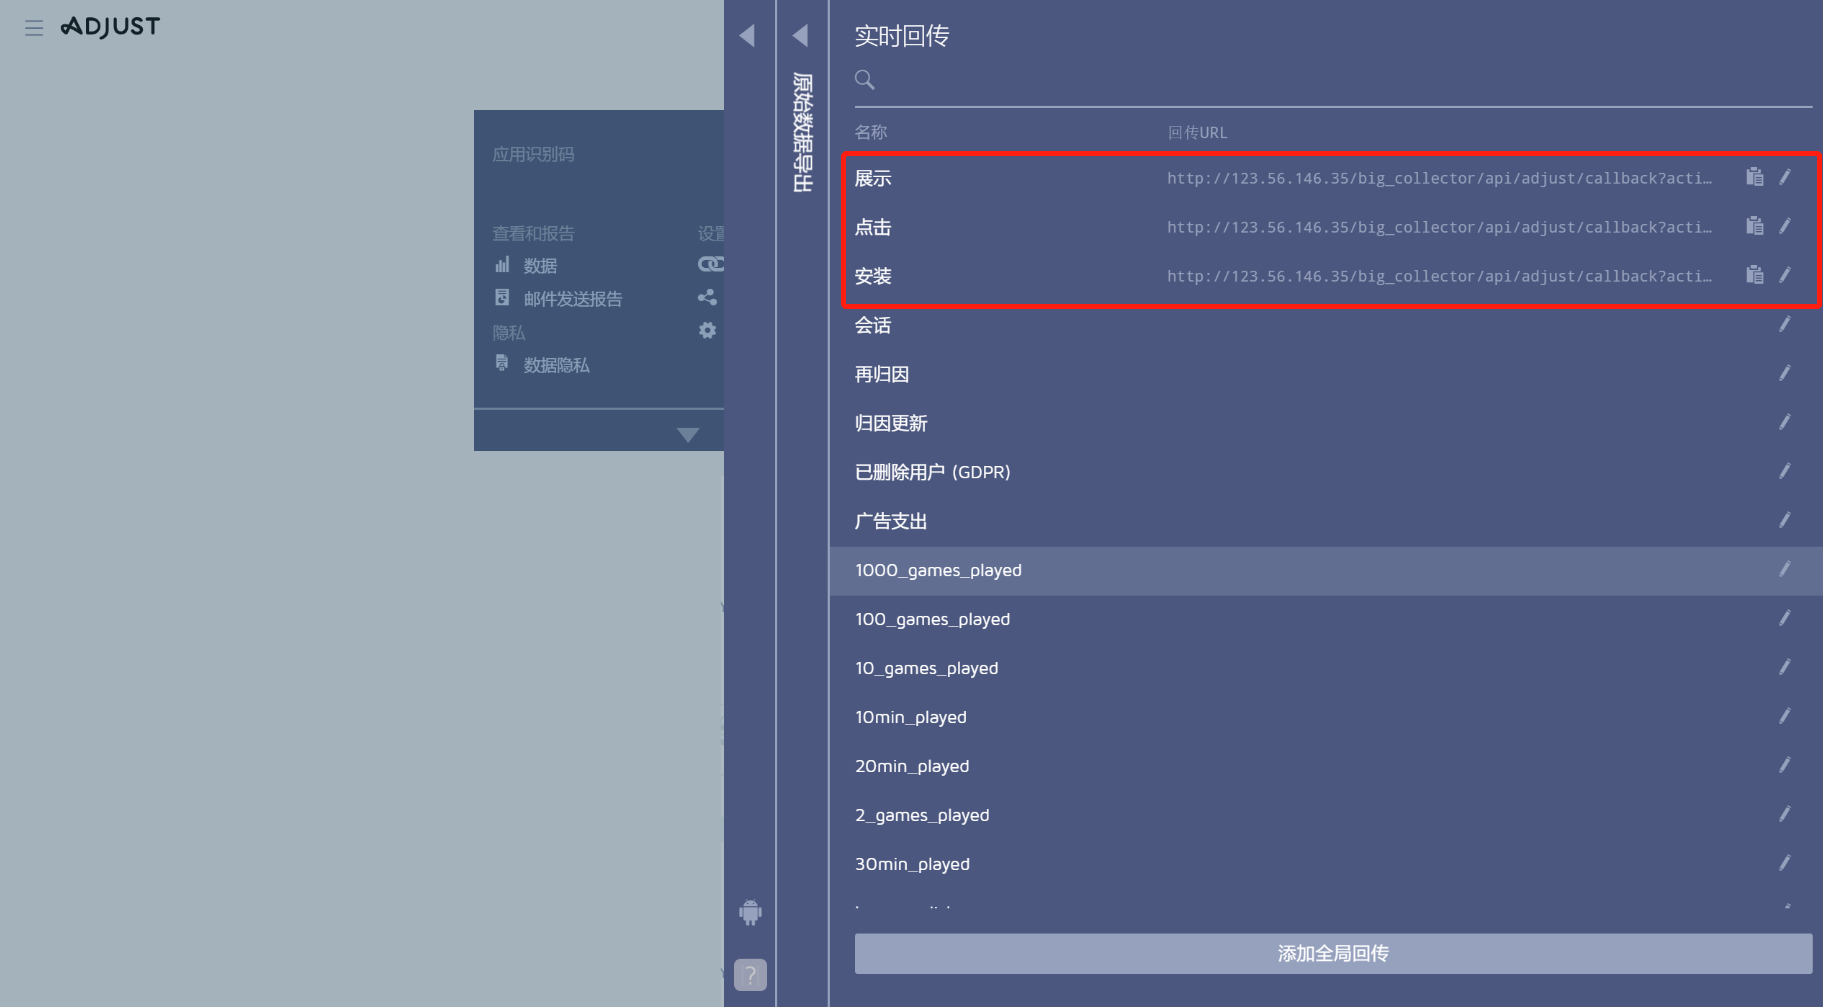 ADJUST
应用识别码
查看和报告
数据
邮件发送报告
隐私
数据隐私
原始数据导出
实时回传
名称 回传URL
展示 http://123.56.146.35/big_collector/api/adjust/callback?acti…
点击 http://123.56.146.35/big_collector/api/adjust/callback?acti…
安装 http://123.56.146.35/big_collector/api/adjust/callback?acti…
会话
再归因
归因更新
已删除用户 (GDPR)
广告支出
1000_games_played
100_games_played
10_games_played
10min_played
20min_played
2_games_played
30min_played
添加全局回传
?